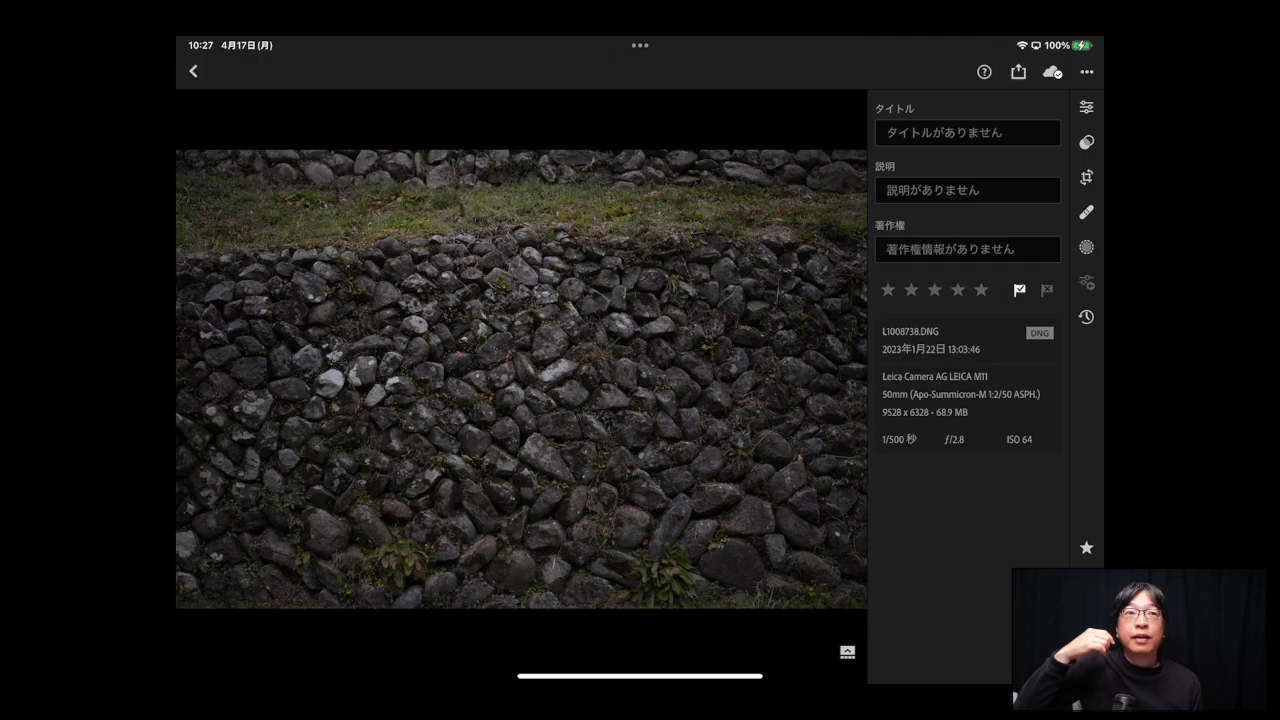 10:27 4月17日(月)
100%
タイトル
タイトルがありません
説明
説明がありません
著作権
著作権情報がありません
L1008738.DNG DNG
2023年1月22日 13:03:46
Leica Camera AG LEICA M11
50mm (Apo-Summicron-M 1:2/50 ASPH.)
9528 x 6328 • 68.9 MB
1/500 秒 ƒ/2.8 ISO 64